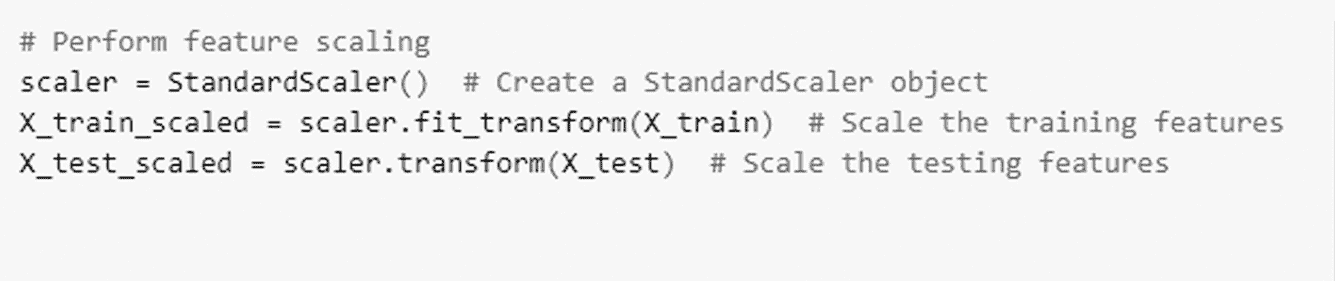 # Perform feature scaling
scaler = StandardScaler()  # Create a StandardScaler object
X_train_scaled = scaler.fit_transform(X_train)  # Scale the training features
X_test_scaled = scaler.transform(X_test)  # Scale the testing features